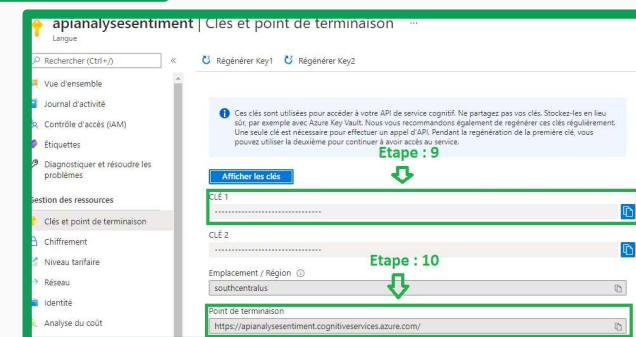 apianalysesentiment | Clés et point de terminaison ...
Langue
Rechercher (Ctrl+/)
«
Régénérer Key1
Régénérer Key2
Vue d'ensemble
Journal d'activité
Contrôle d'accès (IAM)
Étiquettes
Diagnostiquer et résoudre les
problèmes
Gestion des ressources
Clés et point de terminaison
Chiffrement
Niveau tarifaire
Réseau
Identité
Analyse du coût
Ces clés sont utilisées pour accéder à votre API de service cognitif. Ne partagez pas vos clés. Stockez-les en lieu
sûr, par exemple avec Azure Key Vault. Nous vous recommandons également de regénérer ces clés régulièrement.
Une seule clé est nécessaire pour effectuer un appel d'API. Pendant la regénération de la première clé, vous
pouvez utiliser la deuxième pour continuer à avoir accès au service.
Etape : 9
Afficher les clés
CLÉ 1
CLÉ 2
Etape : 10
Emplacement / Région
southcentralus
Point de terminaison
https://apianalysesentiment.cognitiveservices.azure.com/